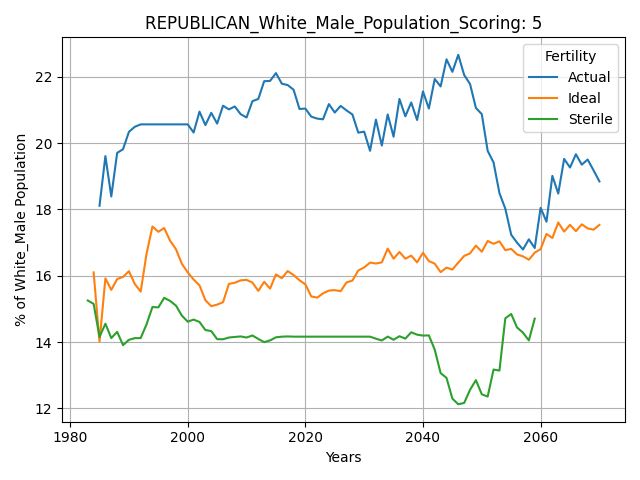 REPUBLICAN_White_Male_Population_Scoring: 5
Fertility
Actual
Ideal
Sterile
% of White_Male Population
22
20
18
16
14
12
1980
2000
2020
2040
2060
Years